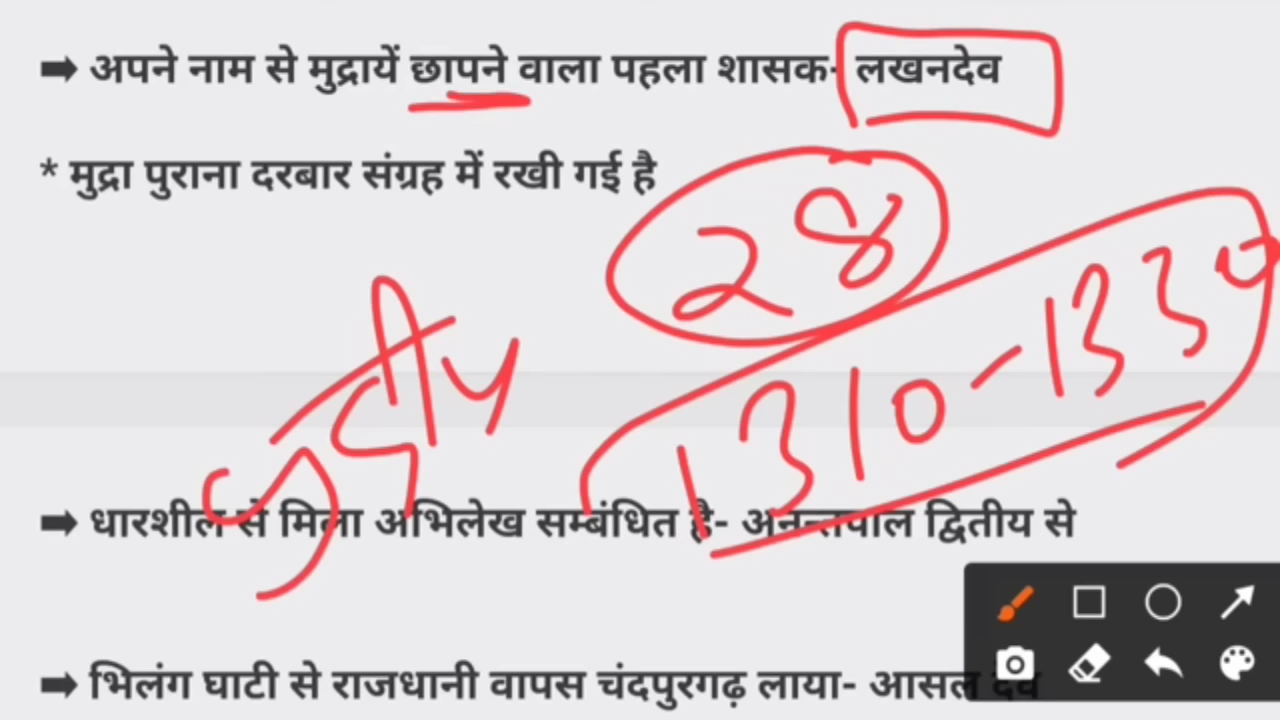 ➡ अपने नाम से मुद्रायें छापने वाला पहला शासक- लखनदेव
* मुद्रा पुराना दरबार संग्रह में रखी गई है
28
1310-1330
➡ धारशील से मिला अभिलेख सम्बंधित है- अनन्तपाल द्वितीय से
➡ भिलंग घाटी से राजधानी वापस चंदपुरगढ़ लाया- आसल देव